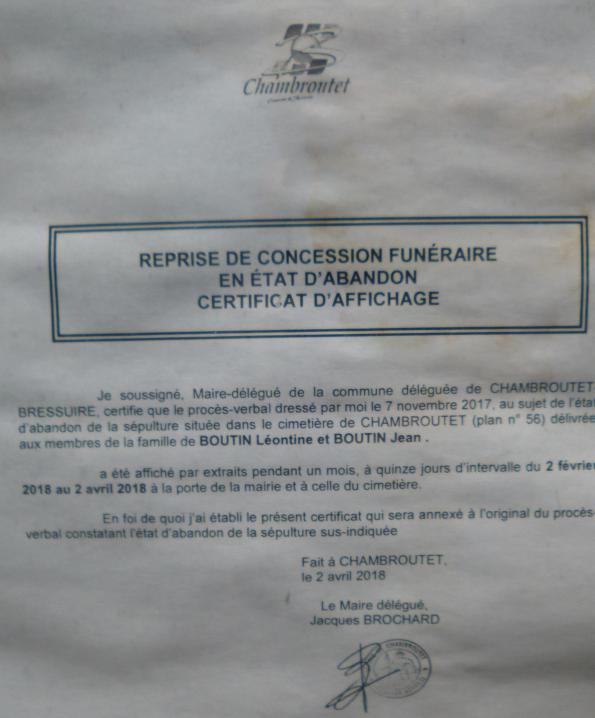 Chambroutet
REPRISE DE CONCESSION FUNÉRAIRE
EN ÉTAT D'ABANDON
CERTIFICAT D'AFFICHAGE
Je soussigné, Maire-délégué de la commune déléguée de CHAMBROUTET
BRESSUIRE, certifie que le procès-verbal dressé par moi le 7 novembre 2017, au sujet de l'état
d'abandon de la sépulture située dans le cimetière de CHAMBROUTET (plan n° 56) délivrée
aux membres de la famille de BOUTIN Léontine et BOUTIN Jean .
a été affiché par extraits pendant un mois, à quinze jours d'intervalle du 2 février
2018 au 2 avril 2018 à la porte de la mairie et à celle du cimetière.
En foi de quoi j'ai établi le présent certificat qui sera annexé à l'original du procès-
verbal constatant l'état d'abandon de la sépulture sus-indiquée
Fait à CHAMBROUTET,
le 2 avril 2018
Le Maire délégué,
Jacques BROCHARD
CHAMBROUTET